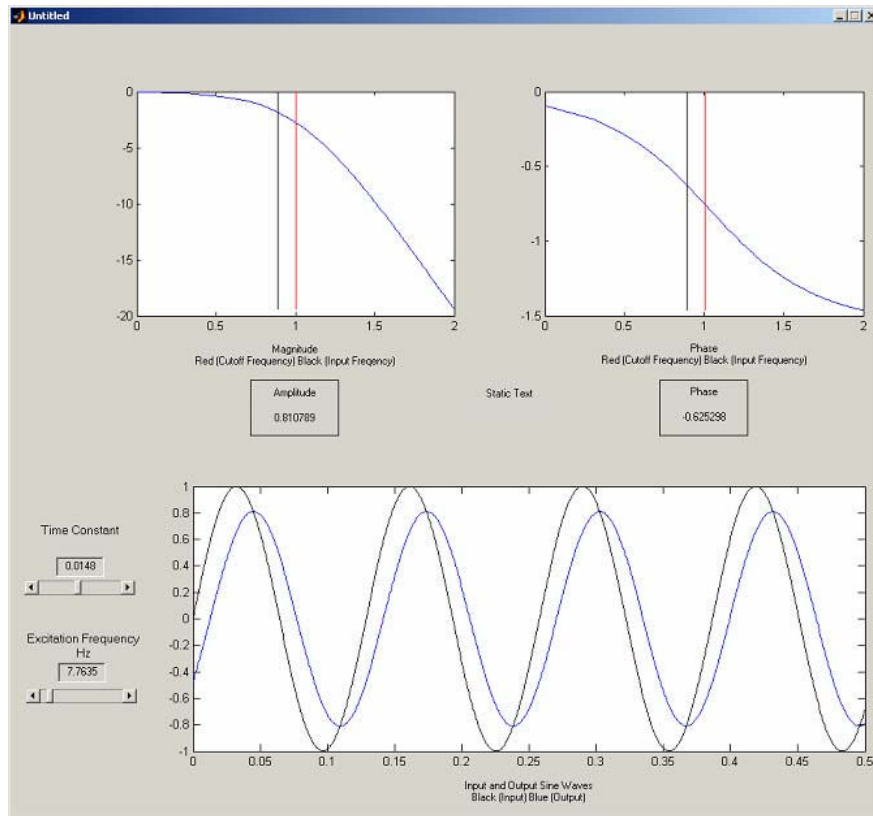 Untitled
0
-5
-10
-15
-20
0 0.5 1 1.5 2
Magnitude
Red (Cutoff Frequency) Black (Input Freqency)
0
-0.5
-1
-1.5
0 0.5 1 1.5 2
Phase
Red (Cutoff Frequency) Black (Input Frequency)
Amplitude
0.810789
Static Text
Phase
-0.625298
Time Constant
0.0148
Excitation Frequency
Hz
7.7635
1
0.8
0.6
0.4
0.2
0
-0.2
-0.4
-0.6
-0.8
-1
0 0.05 0.1 0.15 0.2 0.25 0.3 0.35 0.4 0.45 0.5
Input and Output Sine Waves
Black (Input) Blue (Output)